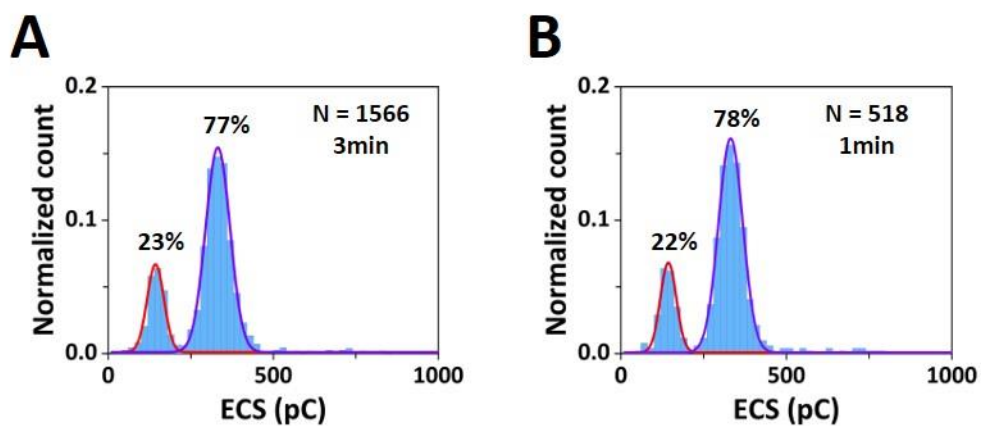 A
Normalized count
0.2
0.1
0.0
23%
77%
N = 1566
3min
0
500
1000
ECS (pC)
B
Normalized count
0.2
0.1
0.0
22%
78%
N = 518
1min
0
500
1000
ECS (pC)